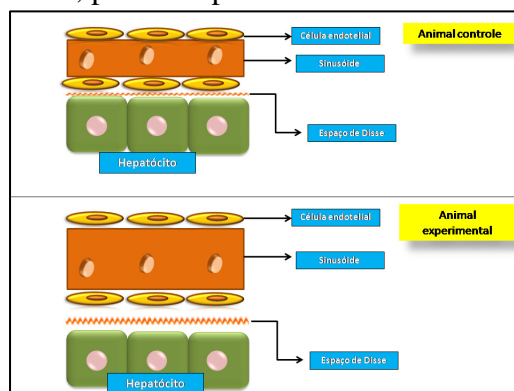 Célula endotelial
Animal controle
Sinusóide
Espaço de Disse
Hepatócito
Célula endotelial
Animal
experimental
Sinusóide
Espaço de Disse
Hepatócito